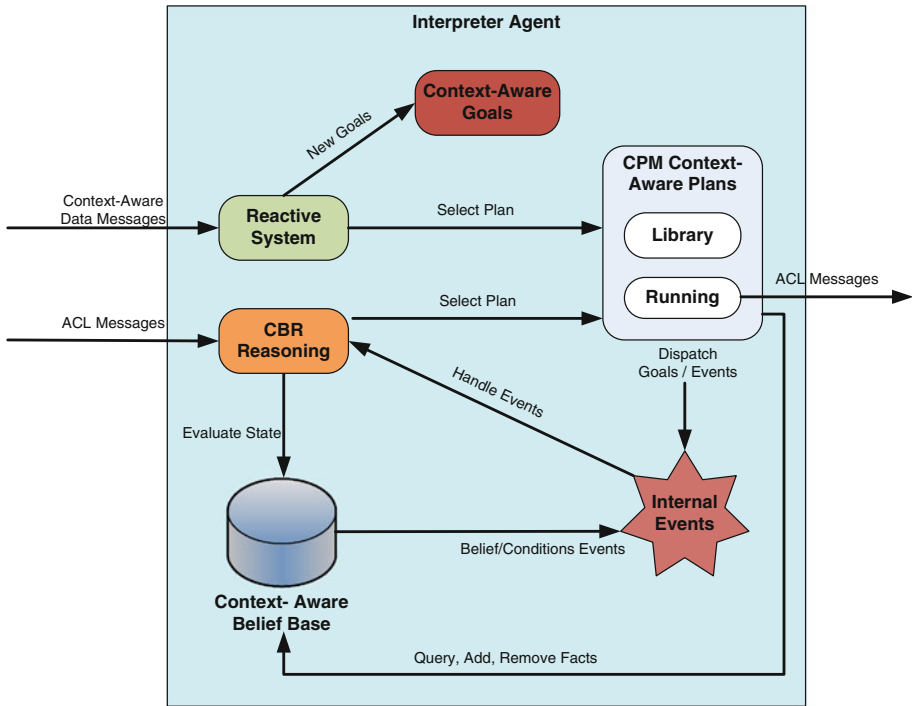 Interpreter Agent
Context-Aware
Goals
New Goals
CPM Context-
Aware Plans
Context-Aware
Data Messages
Reactive
System
Select Plan
Library
ACL Messages
Running
Select Plan
ACL Messages
CBR
Reasoning
Dispatch
Goals / Events
Handle Events
Evaluate State
Internal
Events
Belief/Conditions Events
Context- Aware
Belief Base
Query, Add, Remove Facts